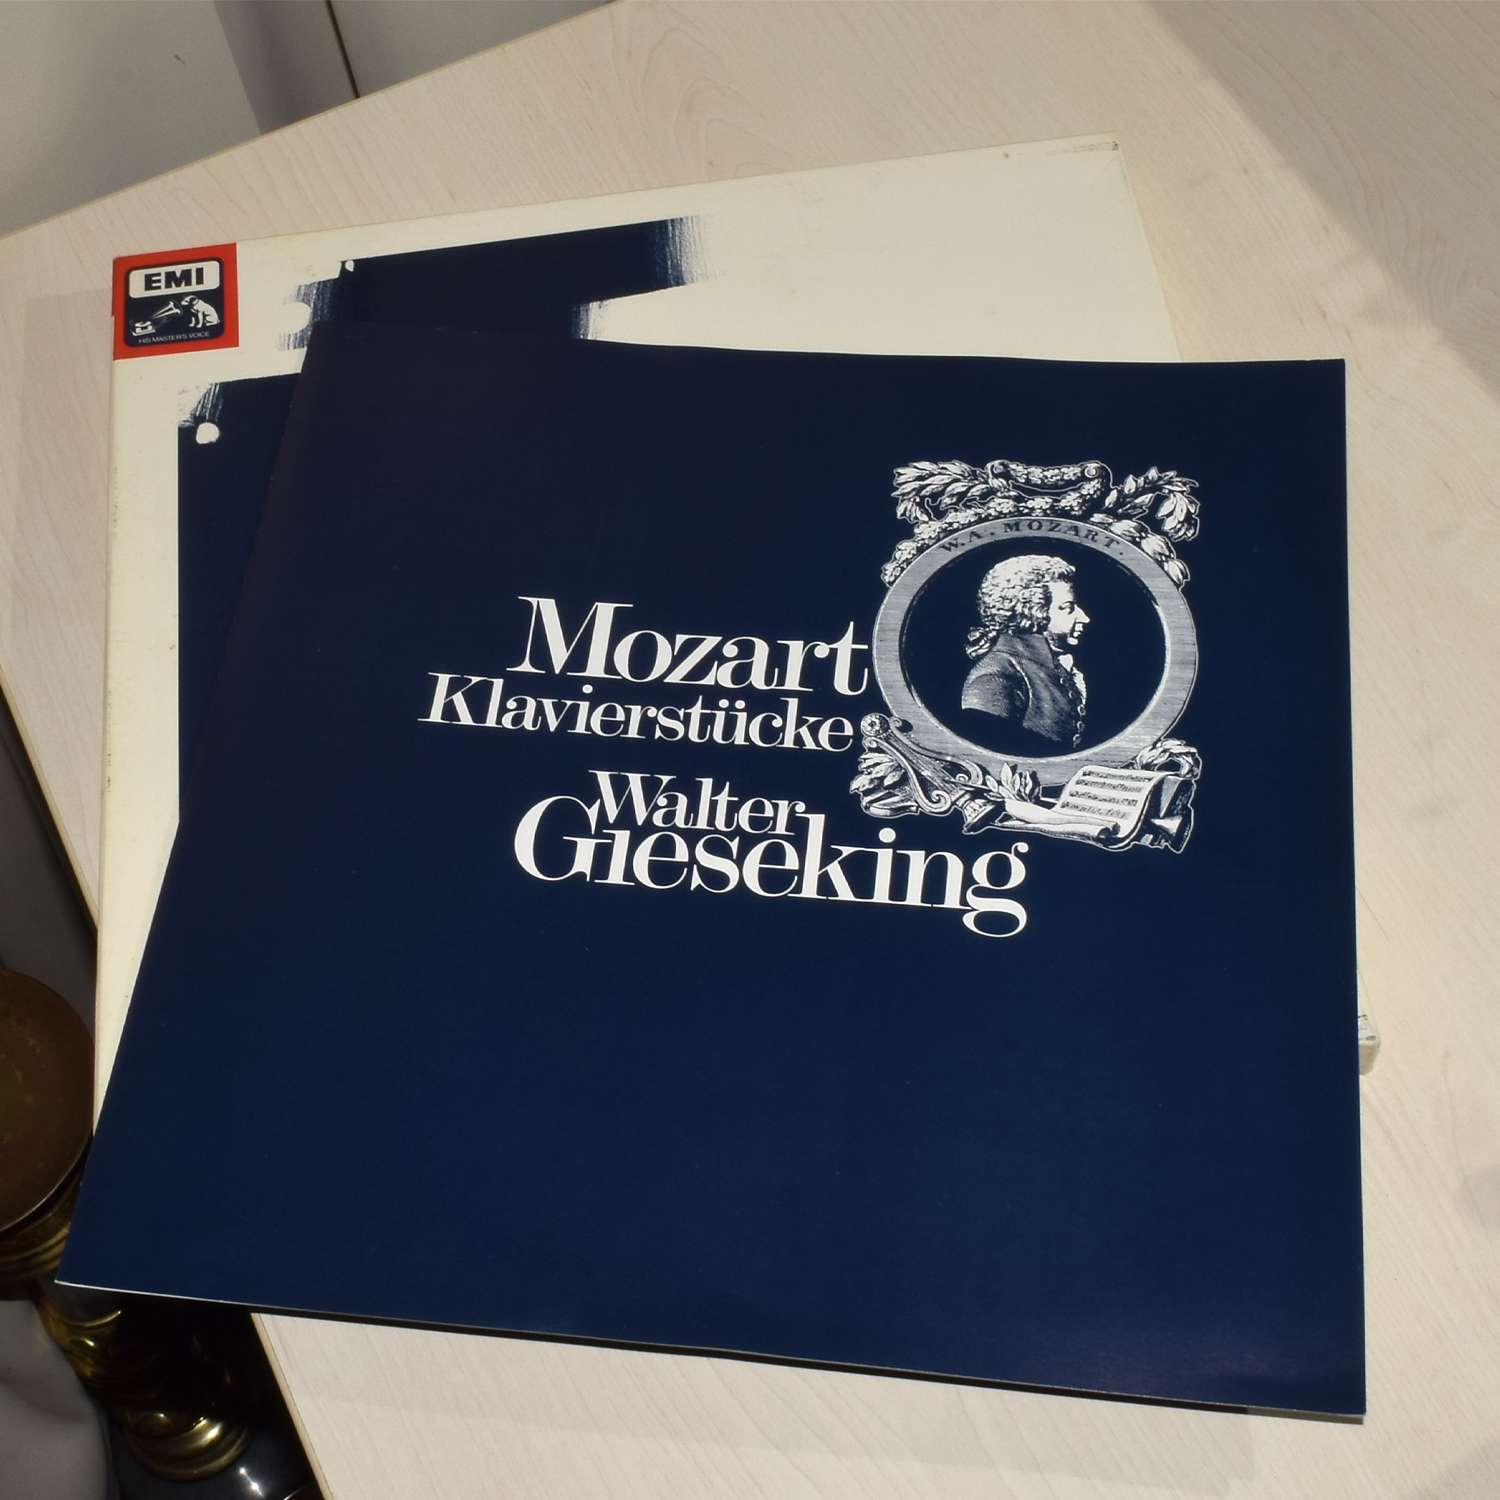 EMI
HIS MASTER'S VOICE
W.A. MOZART.
Mozart
Klavierstücke
Walter
Gieseking